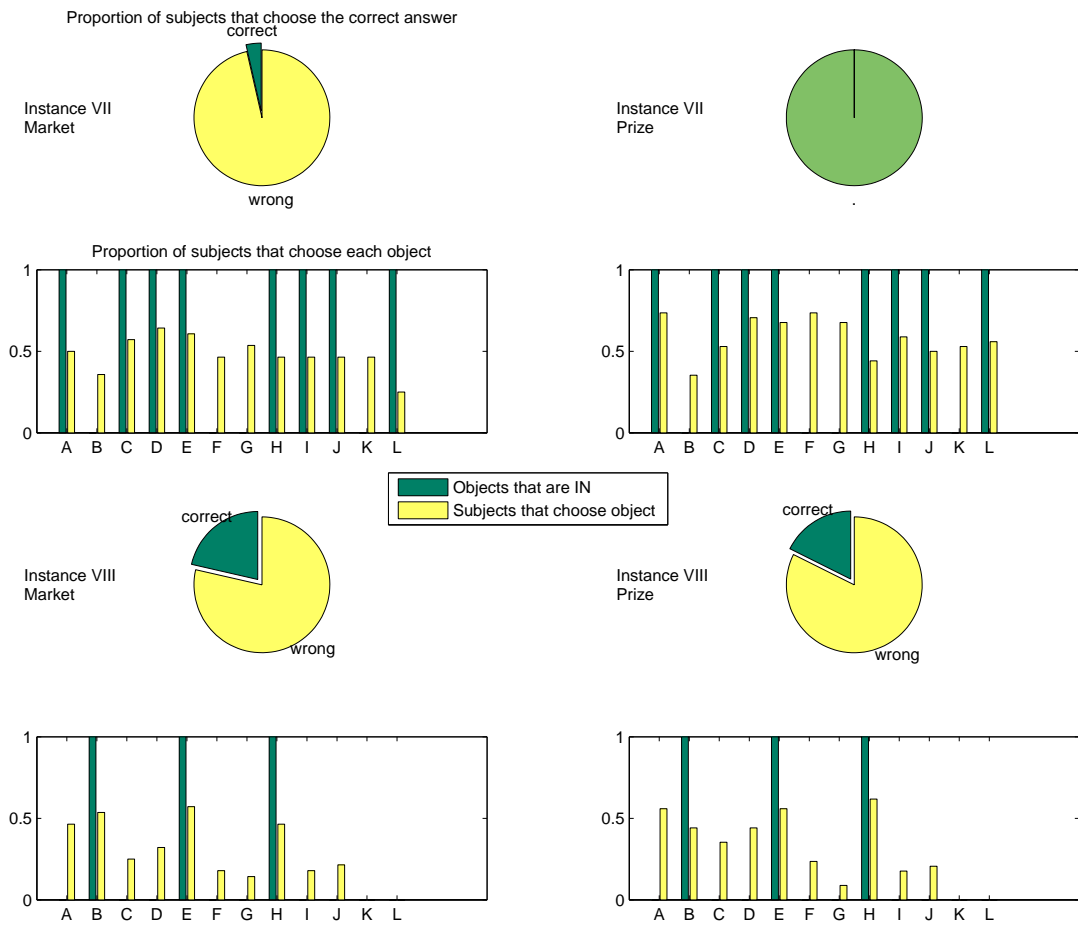 Proportion of subjects that choose the correct answer
correct
Instance VII
Market
wrong
Instance VII
Prize
.
Proportion of subjects that choose each object
1
0.5
0
A B C D E F G H I J K L
1
0.5
0
A B C D E F G H I J K L
Objects that are IN
Subjects that choose object
correct
Instance VIII
Market
wrong
correct
Instance VIII
Prize
wrong
1
0.5
0
A B C D E F G H I J K L
1
0.5
0
A B C D E F G H I J K L